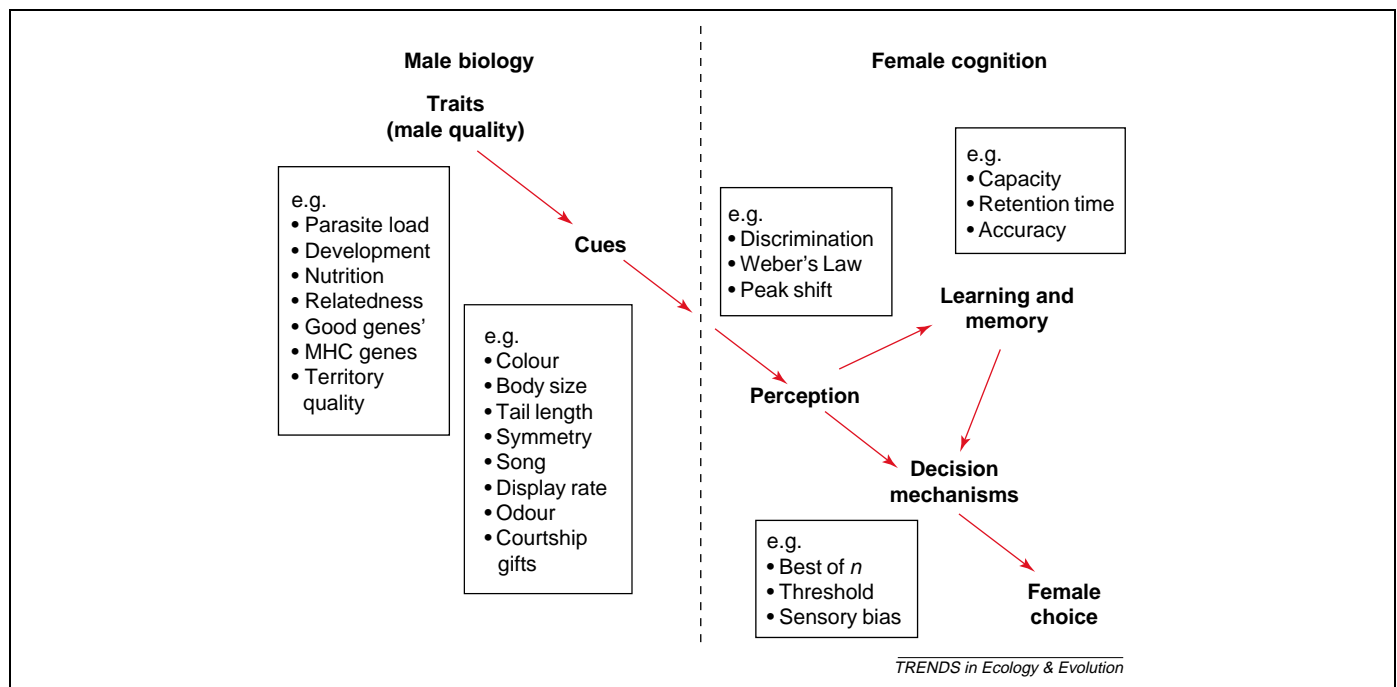 Male biology
Traits
(male quality)
e.g.
• Parasite load
• Development
• Nutrition
• Relatedness
• Good genes’
• MHC genes
• Territory
quality
Cues
e.g.
• Colour
• Body size
• Tail length
• Symmetry
• Song
• Display rate
• Odour
• Courtship
gifts
Female cognition
e.g.
• Discrimination
• Weber’s Law
• Peak shift
Perception
e.g.
• Capacity
• Retention time
• Accuracy
Learning and
memory
Decision
mechanisms
e.g.
• Best of n
• Threshold
• Sensory bias
Female
choice
TRENDS in Ecology & Evolution